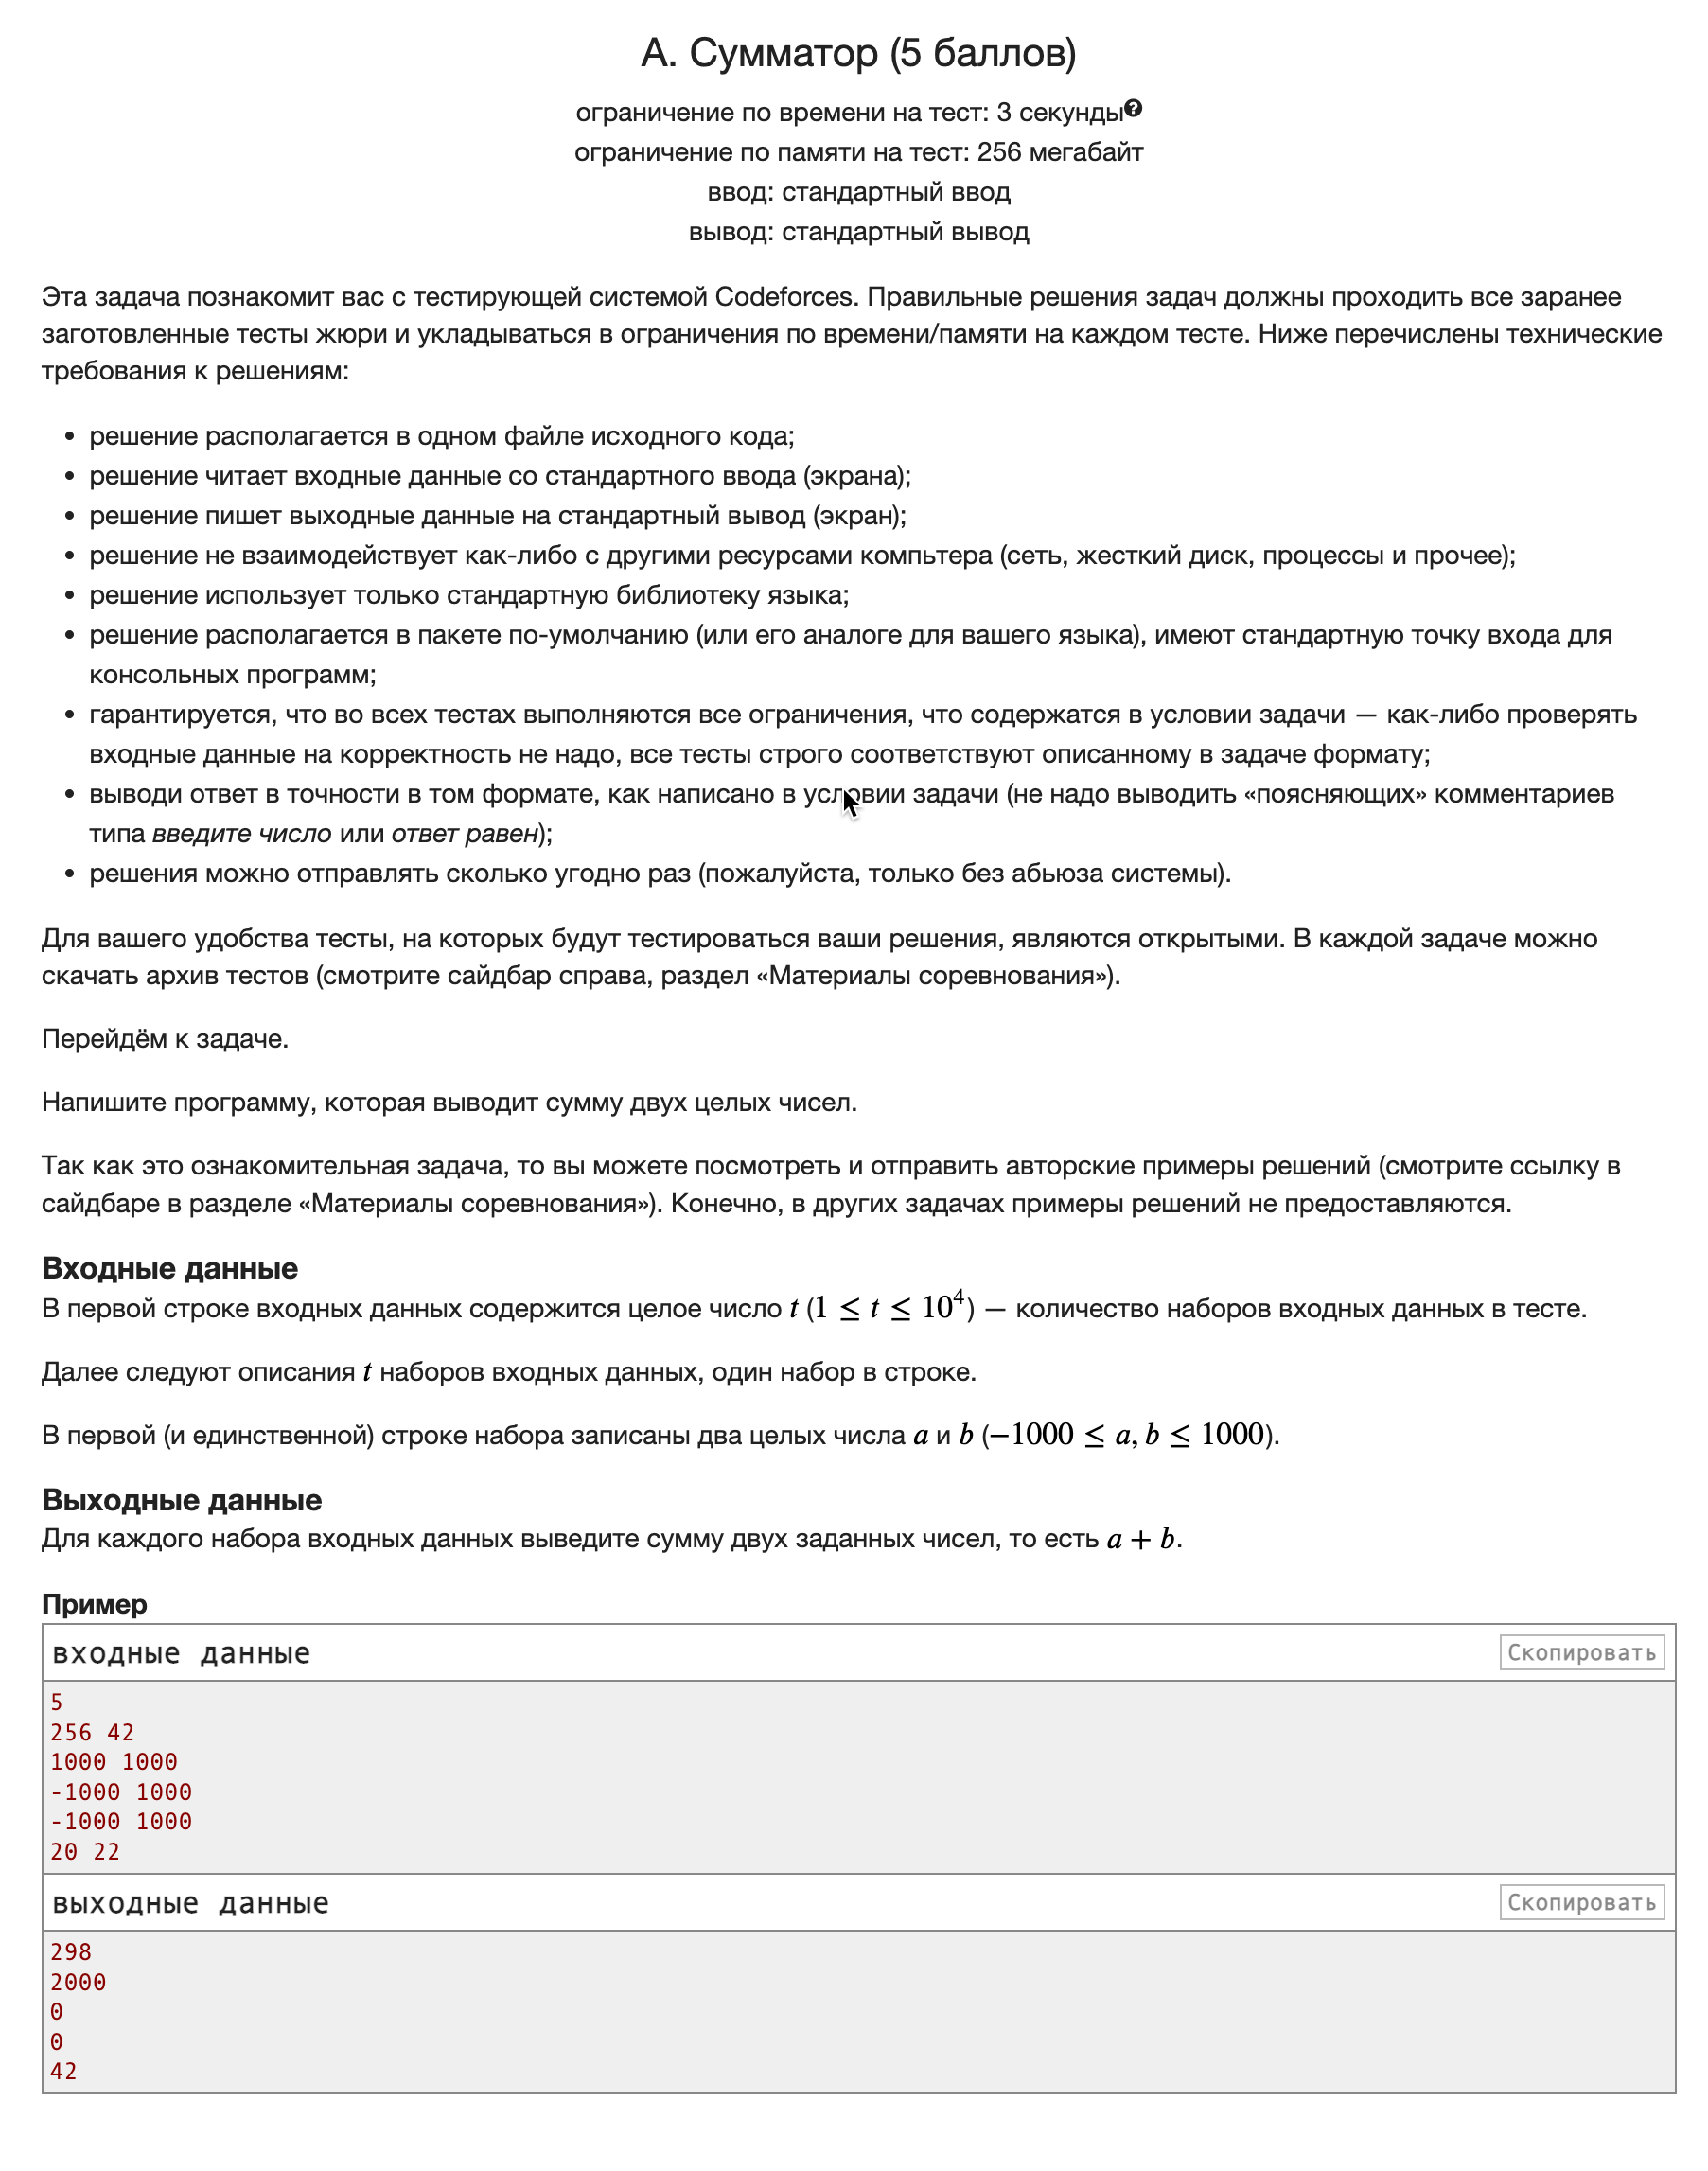 А. Сумматор (5 баллов)
ограничение по времени на тест: 3 секунды?
ограничение по памяти на тест: 256 мегабайт
ввод: стандартный ввод
вывод: стандартный вывод
Эта задача познакомит вас с тестирующей системой Codeforces. Правильные решения задач должны проходить все заранее
заготовленные тесты жюри и укладываться в ограничения по времени/памяти на каждом тесте. Ниже перечислены технические
требования к решениям:
• решение располагается в одном файле исходного кода;
• решение читает входные данные со стандартного ввода (экрана);
• решение пишет выходные данные на стандартный вывод (экран);
• решение не взаимодействует как-либо с другими ресурсами компьтера (сеть, жесткий диск, процессы и прочее);
• решение использует только стандартную библиотеку языка;
• решение располагается в пакете по-умолчанию (или его аналоге для вашего языка), имеют стандартную точку входа для
консольных программ;
• гарантируется, что во всех тестах выполняются все ограничения, что содержатся в условии задачи — как-либо проверять
входные данные на корректность не надо, все тесты строго соответствуют описанному в задаче формату;
• выводи ответ в точности в том формате, как написано в условии задачи (не надо выводить «поясняющих» комментариев
типа введите число или ответ равен);
• решения можно отправлять сколько угодно раз (пожалуйста, только без абьюза системы).
Для вашего удобства тесты, на которых будут тестироваться ваши решения, являются открытыми. В каждой задаче можно
скачать архив тестов (смотрите сайдбар справа, раздел «Материалы соревнования»).
Перейдём к задаче.
Напишите программу, которая выводит сумму двух целых чисел.
Так как это ознакомительная задача, то вы можете посмотреть и отправить авторские примеры решений (смотрите ссылку в
сайдбаре в разделе «Материалы соревнования»). Конечно, в других задачах примеры решений не предоставляются.
Входные данные
В первой строке входных данных содержится целое число t (1 ≤ t ≤ 10⁴) — количество наборов входных данных в тесте.
Далее следуют описания t наборов входных данных, один набор в строке.
В первой (и единственной) строке набора записаны два целых числа a и b (−1000 ≤ a, b ≤ 1000).
Выходные данные
Для каждого набора входных данных выведите сумму двух заданных чисел, то есть a + b.
Пример
входные данные Скопировать
5
256 42
1000 1000
-1000 1000
-1000 1000
20 22
выходные данные Скопировать
298
2000
0
0
42